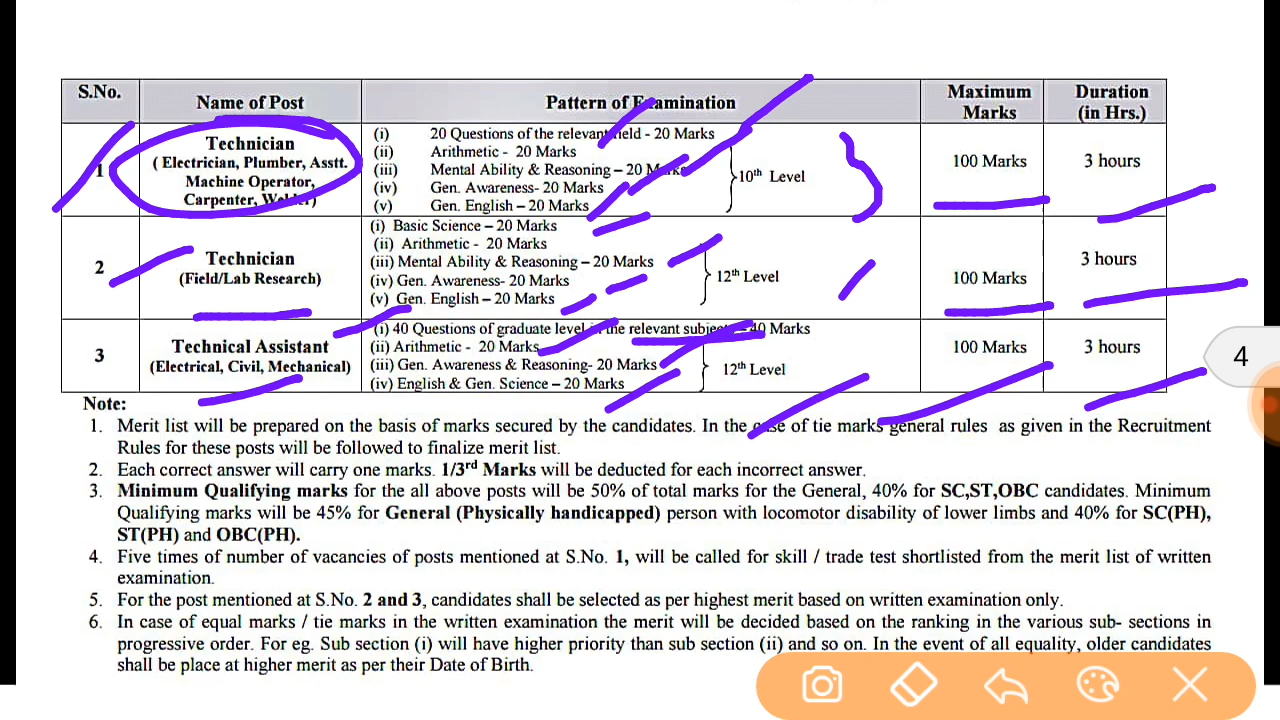 S.No.
Name of Post
Pattern of Examination
Maximum
Marks
Duration
(in Hrs.)
1
Technician
( Electrician, Plumber, Asstt.
Machine Operator,
Carpenter, Welder)
(i) 20 Questions of the relevant field - 20 Marks
(ii) Arithmetic - 20 Marks
(iii) Mental Ability & Reasoning – 20 Marks
(iv) Gen. Awareness- 20 Marks
(v) Gen. English – 20 Marks
10th Level
100 Marks
3 hours
2
Technician
(Field/Lab Research)
(i) Basic Science – 20 Marks
(ii) Arithmetic - 20 Marks
(iii) Mental Ability & Reasoning – 20 Marks
(iv) Gen. Awareness- 20 Marks
(v) Gen. English – 20 Marks
12th Level
100 Marks
3 hours
3
Technical Assistant
(Electrical, Civil, Mechanical)
(i) 40 Questions of graduate level in the relevant subject – 40 Marks
(ii) Arithmetic - 20 Marks
(iii) Gen. Awareness & Reasoning- 20 Marks
(iv) English & Gen. Science – 20 Marks
12th Level
100 Marks
3 hours
4
Note:
1. Merit list will be prepared on the basis of marks secured by the candidates. In the case of tie marks general rules as given in the Recruitment
Rules for these posts will be followed to finalize merit list.
2. Each correct answer will carry one marks. 1/3rd Marks will be deducted for each incorrect answer.
3. Minimum Qualifying marks for the all above posts will be 50% of total marks for the General, 40% for SC,ST,OBC candidates. Minimum
Qualifying marks will be 45% for General (Physically handicapped) person with locomotor disability of lower limbs and 40% for SC(PH),
ST(PH) and OBC(PH).
4. Five times of number of vacancies of posts mentioned at S.No. 1, will be called for skill / trade test shortlisted from the merit list of written
examination.
5. For the post mentioned at S.No. 2 and 3, candidates shall be selected as per highest merit based on written examination only.
6. In case of equal marks / tie marks in the written examination the merit will be decided based on the ranking in the various sub- sections in
progressive order. For eg. Sub section (i) will have higher priority than sub section (ii) and so on. In the event of all equality, older candidates
shall be place at higher merit as per their Date of Birth.